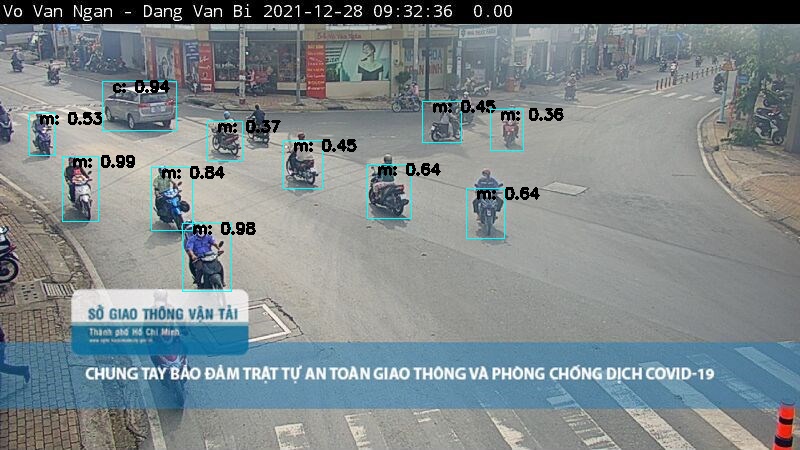 Vo Van Ngan - Dang Van Bi 2021-12-28 09:32:36 0.00
c: 0.94
m: 0.53
m: 0.37
m: 0.45
m: 0.36
m: 0.45
m: 0.99
m: 0.84
m: 0.64
m: 0.64
m: 0.98
SỞ GIAO THÔNG VẬN TẢI
Thành phố Hồ Chí Minh
CHUNG TAY BẢO ĐẢM TRẬT TỰ AN TOÀN GIAO THÔNG VÀ PHÒNG CHỐNG DỊCH COVID-19